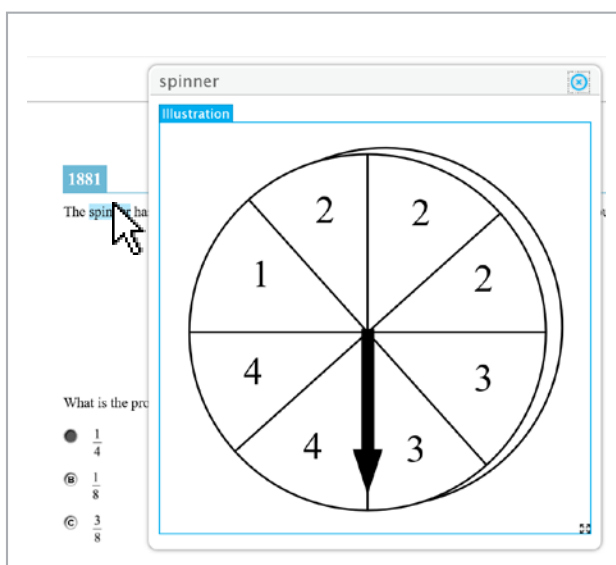 spinner
Illustration
1881
The spinner ha
2 2
1 2
4 3
4 3
What is the pro
1/4
B 1/8
C 3/8